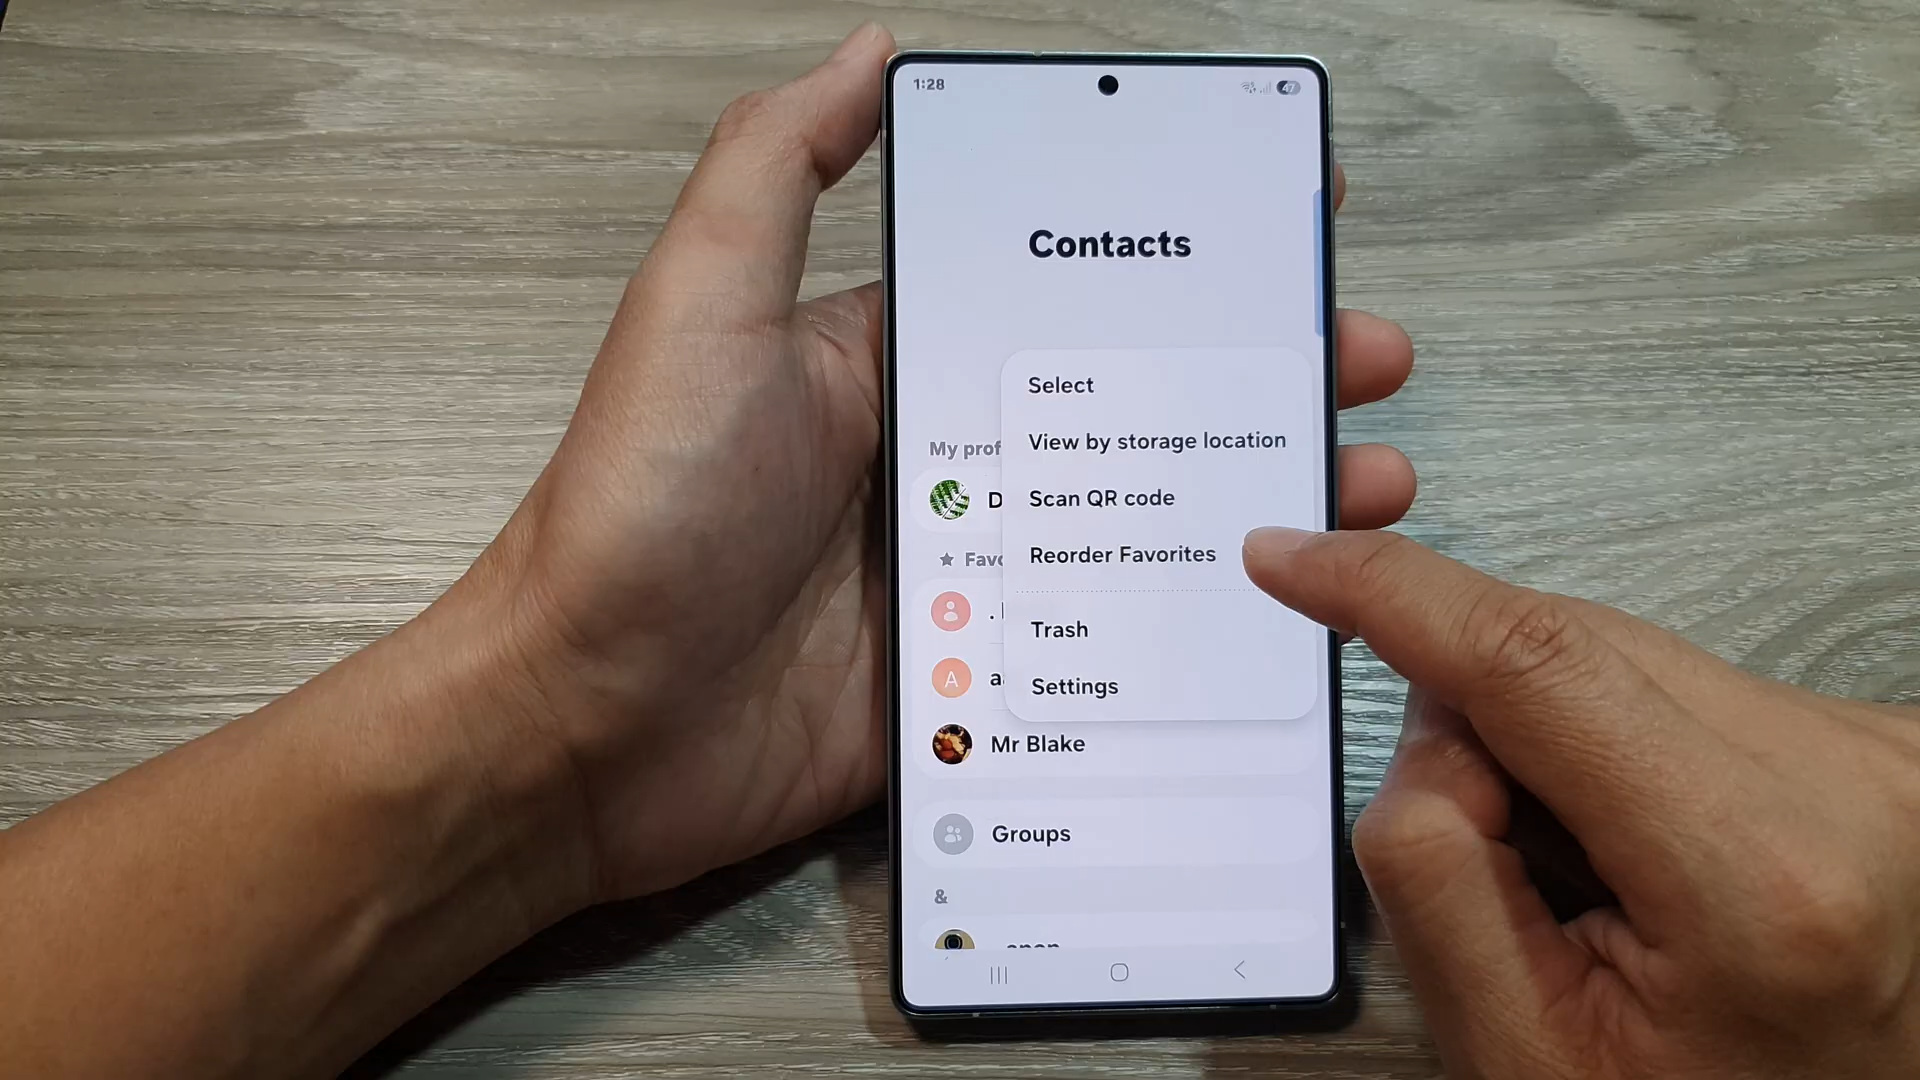 1:28
47
Contacts
Select
View by storage location
My prof
Scan QR code
D
Reorder Favorites
Favo
Trash
A
Settings
Mr Blake
Groups
&